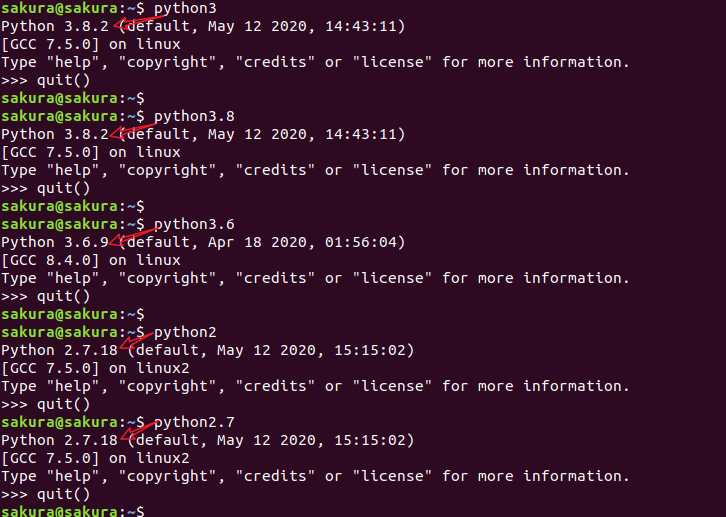 sakura@sakura:~$ python3
Python 3.8.2 (default, May 12 2020, 14:43:11)
[GCC 7.5.0] on linux
Type "help", "copyright", "credits" or "license" for more information.
>>> quit()
sakura@sakura:~$
sakura@sakura:~$ python3.8
Python 3.8.2 (default, May 12 2020, 14:43:11)
[GCC 7.5.0] on linux
Type "help", "copyright", "credits" or "license" for more information.
>>> quit()
sakura@sakura:~$
sakura@sakura:~$ python3.6
Python 3.6.9 (default, Apr 18 2020, 01:56:04)
[GCC 8.4.0] on linux
Type "help", "copyright", "credits" or "license" for more information.
>>> quit()
sakura@sakura:~$
sakura@sakura:~$ python2
Python 2.7.18 (default, May 12 2020, 15:15:02)
[GCC 7.5.0] on linux2
Type "help", "copyright", "credits" or "license" for more information.
>>> quit()
sakura@sakura:~$ python2.7
Python 2.7.18 (default, May 12 2020, 15:15:02)
[GCC 7.5.0] on linux2
Type "help", "copyright", "credits" or "license" for more information.
>>> quit()
sakura@sakura:~$